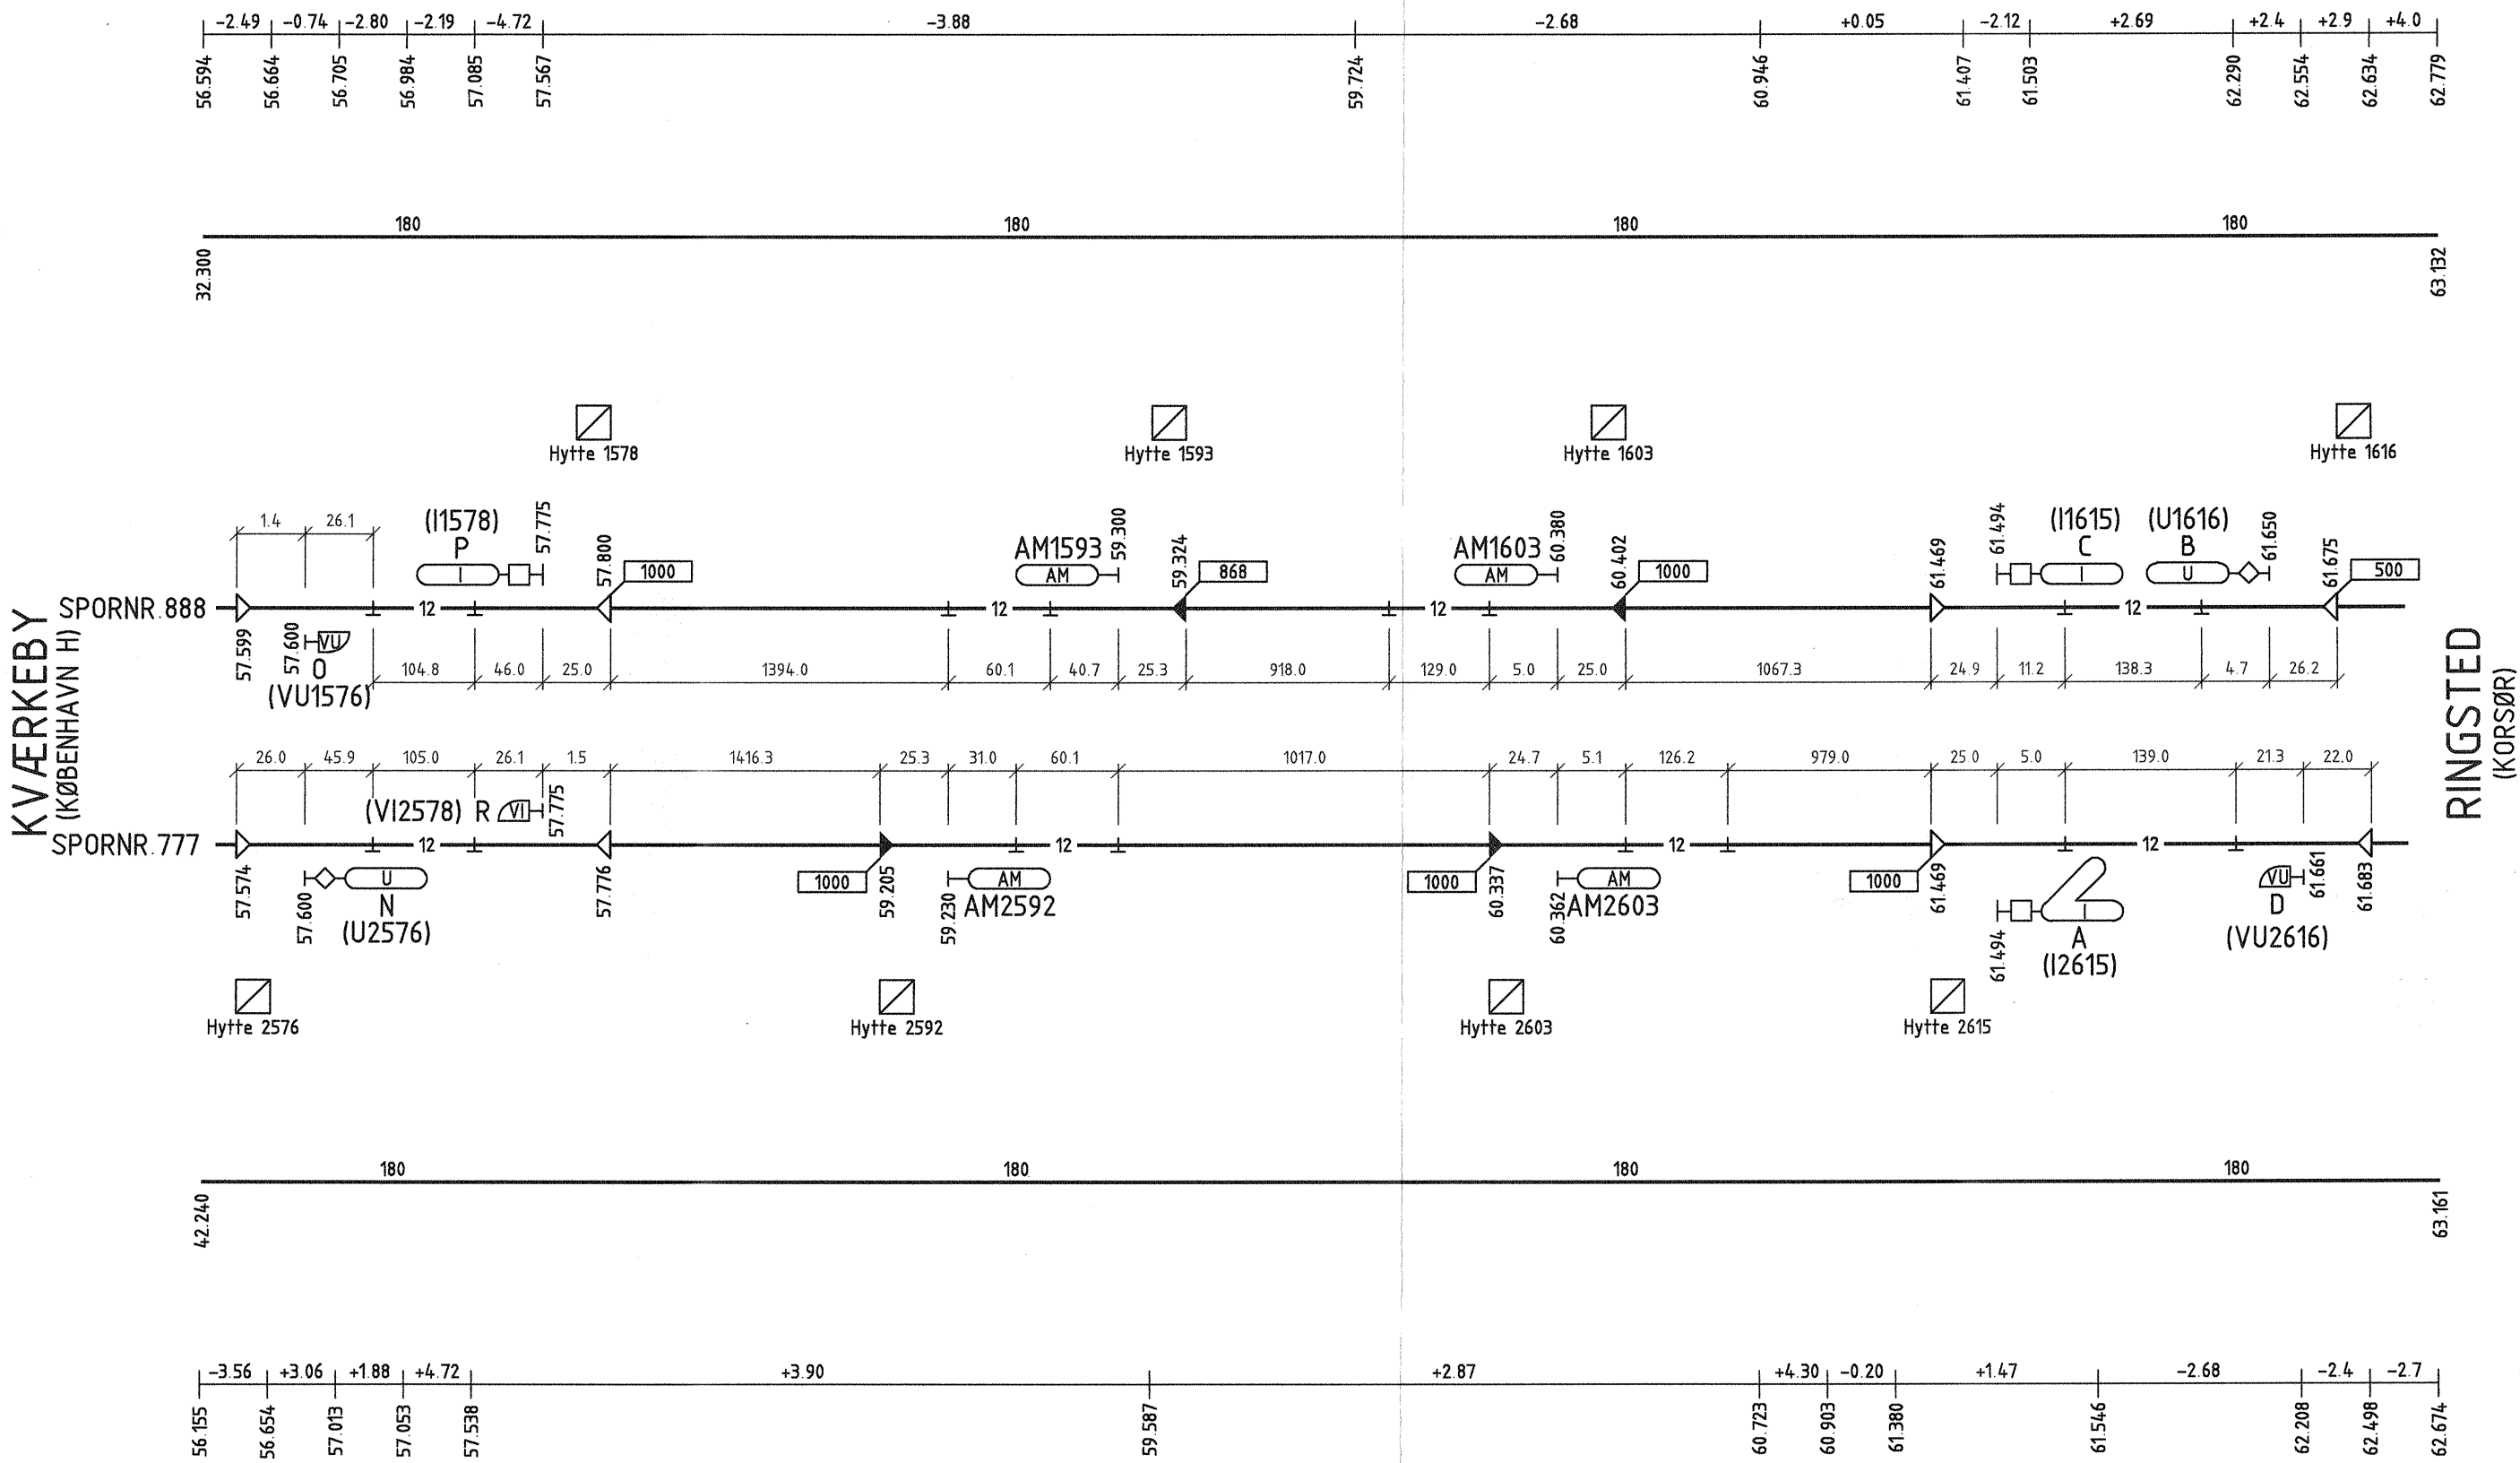 -2.49 -0.74 -2.80 -2.19 -4.72 -3.88 -2.68 +0.05 -2.12 +2.69 +2.4 +2.9 +4.0
56.594 56.664 56.705 56.984 57.085 57.567 59.724 60.946 61.407 61.503 62.290 62.554 62.634 62.779
180 180 180 180
32.300 63.132
Hytte 1578 Hytte 1593 Hytte 1603 Hytte 1616
1.4 26.1
(I1578)
P
I
57.775
57.800
1000
AM1593
AM
59.300
59.324
868
AM1603
AM
60.380
60.402
1000
61.469
61.494
(I1615)
C
I
(U1616)
B
U
61.650
61.675
500
KVÆRKEBY
(KØBENHAVN H)
SPORNR.888
12 12 12 12
57.599
57.600
VU
O
(VU1576)
104.8 46.0 25.0 1394.0 60.1 40.7 25.3 918.0 129.0 5.0 25.0 1067.3 24.9 11.2 138.3 4.7 26.2
RINGSTED
(KORSØR)
26.0 45.9 105.0 26.1 1.5 1416.3 25.3 31.0 60.1 1017.0 24.7 5.1 126.2 979.0 25.0 5.0 139.0 21.3 22.0
(VI2578) R
VI
57.775
SPORNR.777
12 12 12 12
57.574
57.600
U
N
(U2576)
57.776
1000
59.205
59.230
AM
AM2592
1000
60.337
60.362
AM
AM2603
1000
61.469
61.494
I
A
(I2615)
VU
D
(VU2616)
61.661
61.683
Hytte 2576 Hytte 2592 Hytte 2603 Hytte 2615
180 180 180 180
42.240 63.161
-3.56 +3.06 +1.88 +4.72 +3.90 +2.87 +4.30 -0.20 +1.47 -2.68 -2.4 -2.7
56.155 56.654 57.013 57.053 57.538 59.587 60.723 60.903 61.380 61.546 62.208 62.498 62.674